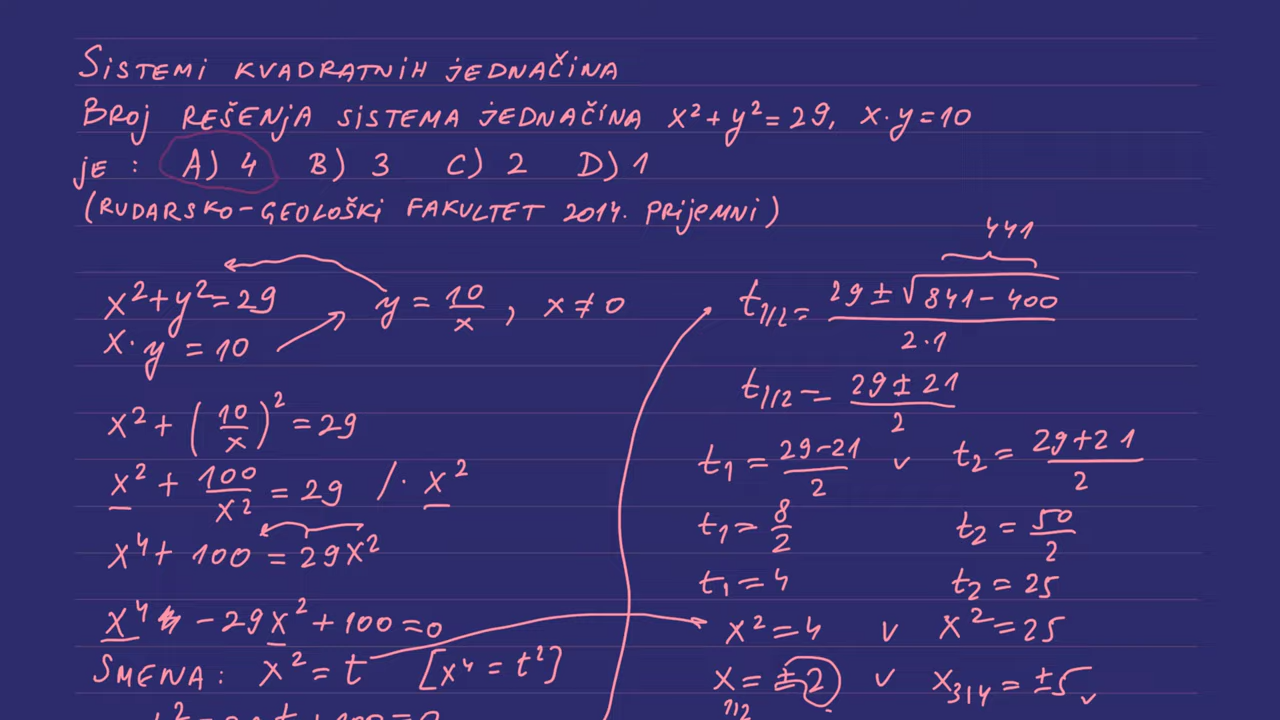 SISTEMI KVADRATNIH JEDNAČINA
BROJ REŠENJA SISTEMA JEDNAČINA x²+y²=29, x·y=10
JE : A) 4 B) 3 C) 2 D) 1
(RUDARSKO-GEOLOŠKI FAKULTET 2014. PRIJEMNI)
x²+y²=29
x·y=10
y = 10/x, x≠0
x²+(10/x)²=29
x²+100/x²=29 /·x²
x⁴+100=29x²
x⁴-29x²+100=0
SMENA: x²=t [x⁴=t²]
441
t1/2=(29±√(841-400))/(2·1)
t1/2=(29±21)/2
t1=(29-21)/2 ∨ t2=(29+21)/2
t1=8/2 t2=50/2
t1=4 t2=25
x²=4 ∨ x²=25
x1/2=±2 ∨ x3/4=±5